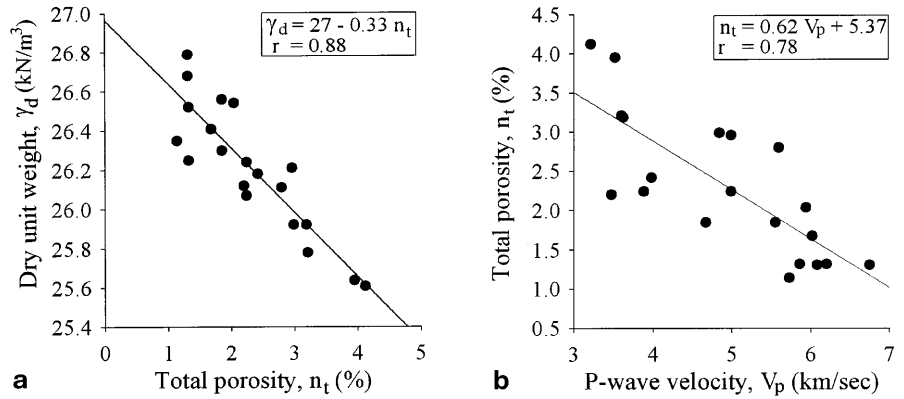 27.0
26.8
26.6
26.4
26.2
26.0
25.8
25.6
25.4
Dry unit weight, γd (kN/m³)
γd = 27 - 0.33 nt
r = 0.88
0 1 2 3 4 5
a Total porosity, nt (%)
4.5
4.0
3.5
3.0
2.5
2.0
1.5
1.0
0.5
Total porosity, nt (%)
nt = 0.62 Vp + 5.37
r = 0.78
3 4 5 6 7
b P-wave velocity, Vp (km/sec)